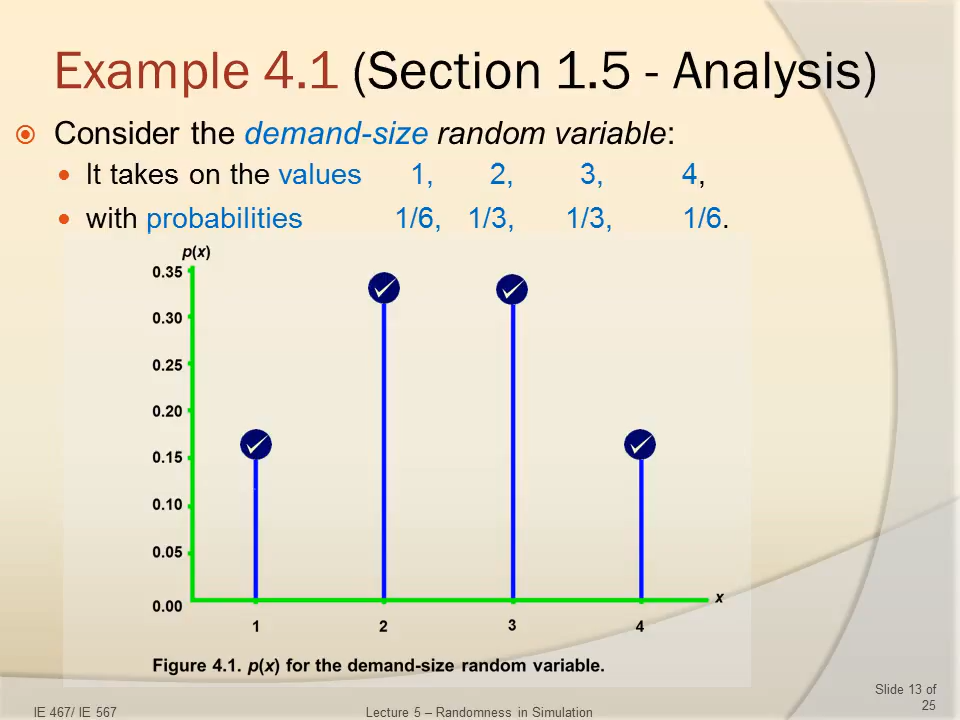 Example 4.1 (Section 1.5 - Analysis)
Consider the demand-size random variable:
It takes on the values 1, 2, 3, 4,
with probabilities 1/6, 1/3, 1/3, 1/6.
p(x)
0.35
0.30
0.25
0.20
0.15
0.10
0.05
0.00
x
1 2 3 4
Figure 4.1. p(x) for the demand-size random variable.
IE 467/ IE 567
Lecture 5 – Randomness in Simulation
Slide 13 of
25